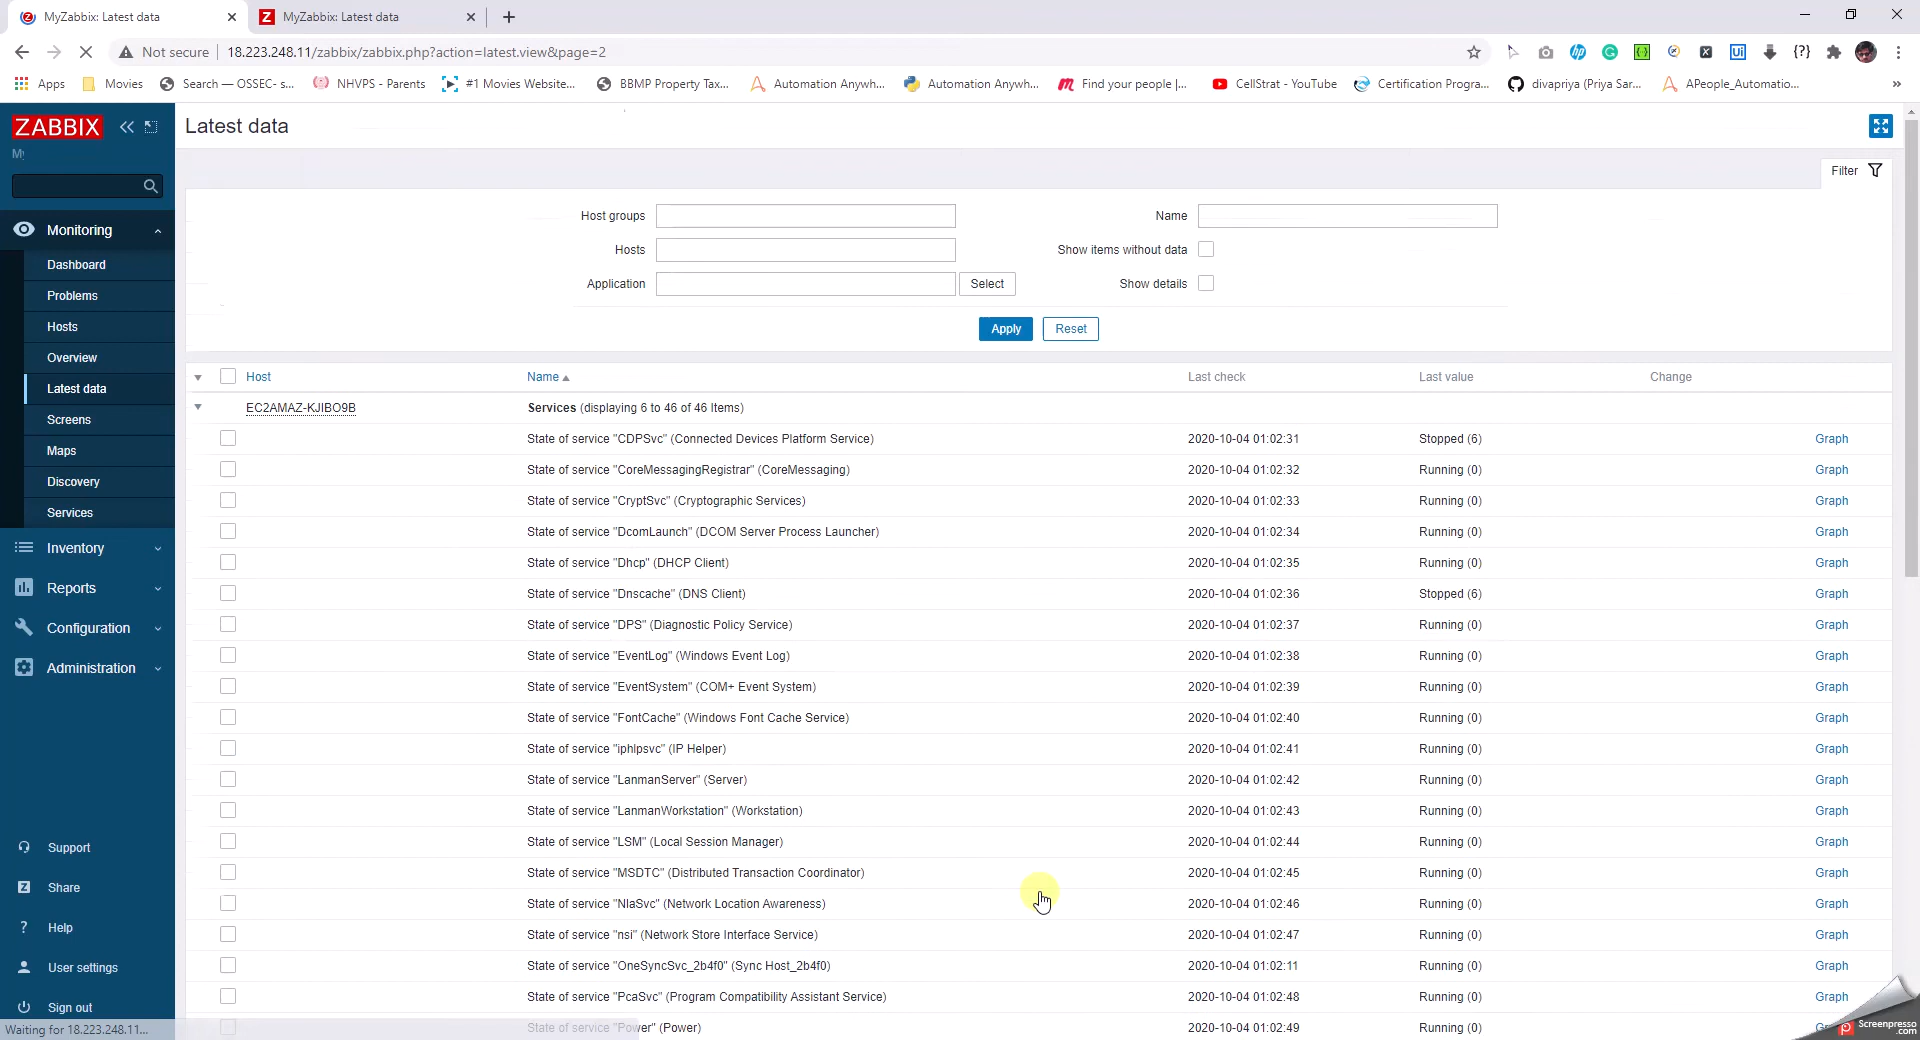 MyZabbix: Latest data
MyZabbix: Latest data
Not secure
18.223.248.11/zabbix/zabbix.php?action=latest.view&page=2
Apps
Movies
Search — OSSEC- s...
NHVPS - Parents
#1 Movies Website...
BBMP Property Tax...
Automation Anywh...
Automation Anywh...
Find your people |...
CellStrat - YouTube
Certification Progra...
divapriya (Priya Sar...
APeople_Automatio...
»
ZABBIX
My
Monitoring
Dashboard
Problems
Hosts
Overview
Latest data
Screens
Maps
Discovery
Services
Inventory
Reports
Configuration
Administration
Support
Share
Help
User settings
Sign out
Waiting for 18.223.248.11...
Latest data
Filter
Host groups
Name
Hosts
Show items without data
Application
Select
Show details
Apply
Reset
Host Name Last check Last value Change
EC2AMAZ-KJIBO9B Services (displaying 6 to 46 of 46 Items)
State of service "CDPSvc" (Connected Devices Platform Service) 2020-10-04 01:02:31 Stopped (6) Graph
State of service "CoreMessagingRegistrar" (CoreMessaging) 2020-10-04 01:02:32 Running (0) Graph
State of service "CryptSvc" (Cryptographic Services) 2020-10-04 01:02:33 Running (0) Graph
State of service "DcomLaunch" (DCOM Server Process Launcher) 2020-10-04 01:02:34 Running (0) Graph
State of service "Dhcp" (DHCP Client) 2020-10-04 01:02:35 Running (0) Graph
State of service "Dnscache" (DNS Client) 2020-10-04 01:02:36 Stopped (6) Graph
State of service "DPS" (Diagnostic Policy Service) 2020-10-04 01:02:37 Running (0) Graph
State of service "EventLog" (Windows Event Log) 2020-10-04 01:02:38 Running (0) Graph
State of service "EventSystem" (COM+ Event System) 2020-10-04 01:02:39 Running (0) Graph
State of service "FontCache" (Windows Font Cache Service) 2020-10-04 01:02:40 Running (0) Graph
State of service "iphlpsvc" (IP Helper) 2020-10-04 01:02:41 Running (0) Graph
State of service "LanmanServer" (Server) 2020-10-04 01:02:42 Running (0) Graph
State of service "LanmanWorkstation" (Workstation) 2020-10-04 01:02:43 Running (0) Graph
State of service "LSM" (Local Session Manager) 2020-10-04 01:02:44 Running (0) Graph
State of service "MSDTC" (Distributed Transaction Coordinator) 2020-10-04 01:02:45 Running (0) Graph
State of service "NlaSvc" (Network Location Awareness) 2020-10-04 01:02:46 Running (0) Graph
State of service "nsi" (Network Store Interface Service) 2020-10-04 01:02:47 Running (0) Graph
State of service "OneSyncSvc_2b4f0" (Sync Host_2b4f0) 2020-10-04 01:02:11 Running (0) Graph
State of service "PcaSvc" (Program Compatibility Assistant Service) 2020-10-04 01:02:48 Running (0) Graph
State of service "Power" (Power) 2020-10-04 01:02:49 Running (0)
Screenpresso
.com